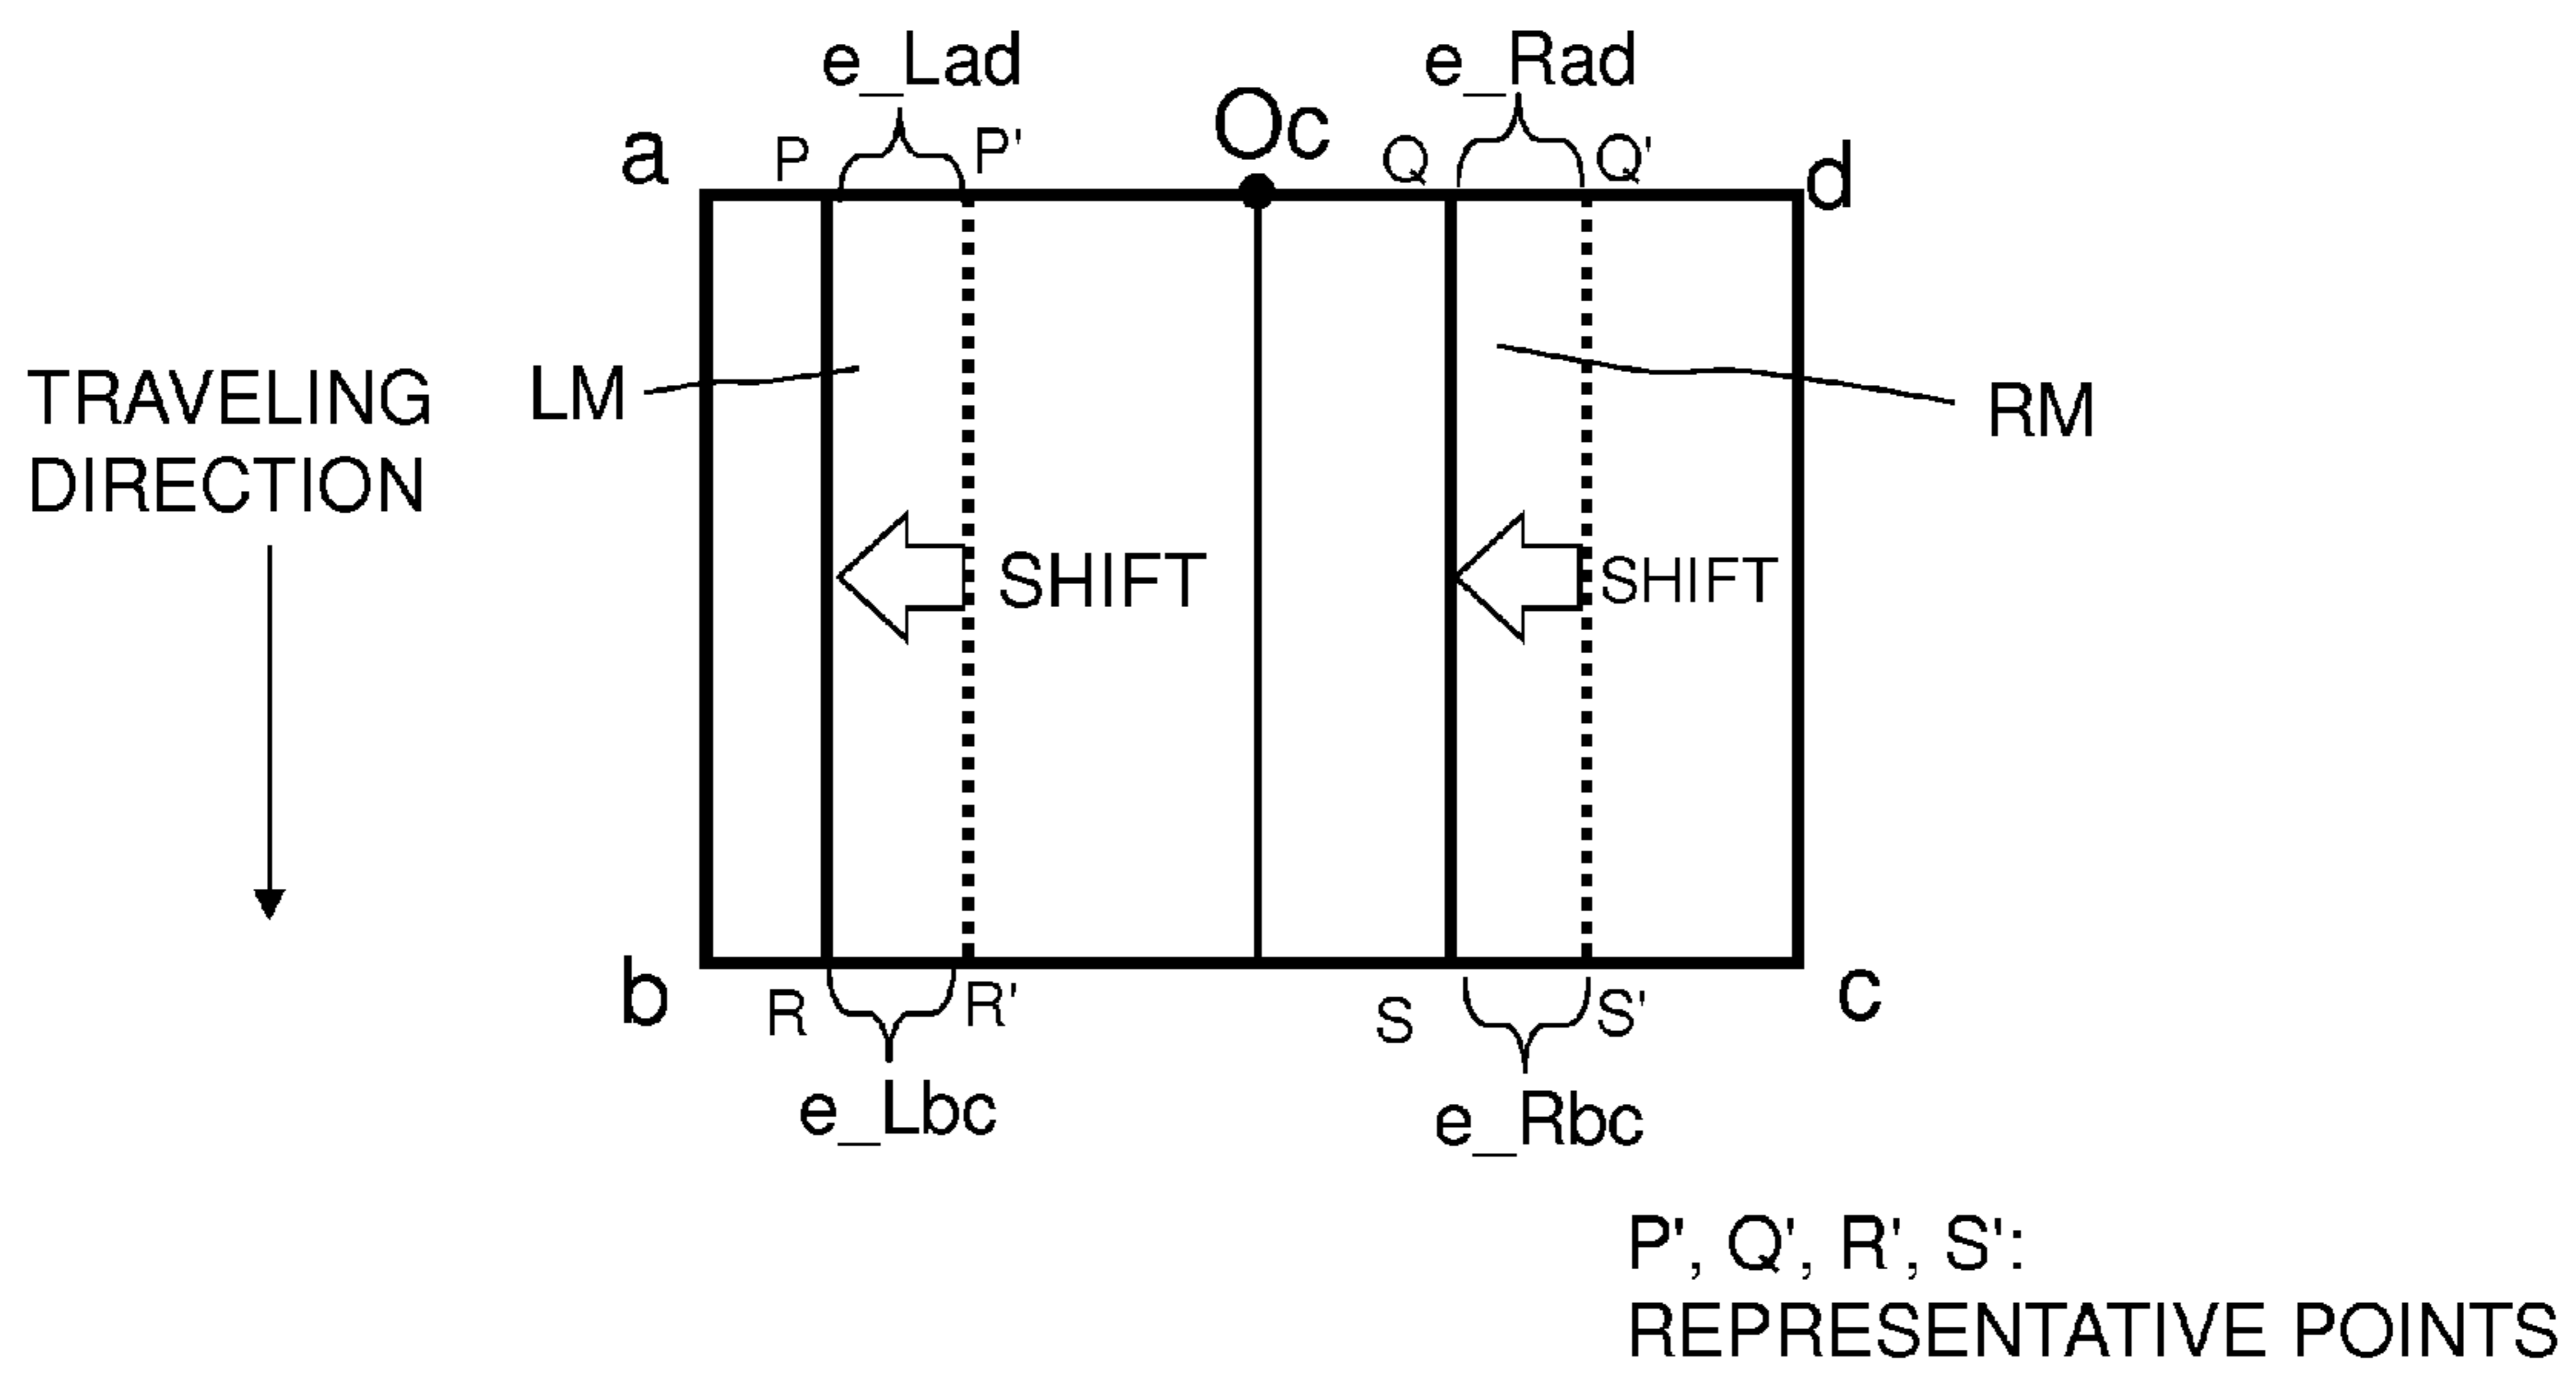 e_Lad
e_Rad
a
P
P'
Oc
Q
Q'
d
TRAVELING
DIRECTION
LM
RM
SHIFT
SHIFT
b
R
R'
S
S'
c
e_Lbc
e_Rbc
P', Q', R', S':
REPRESENTATIVE POINTS